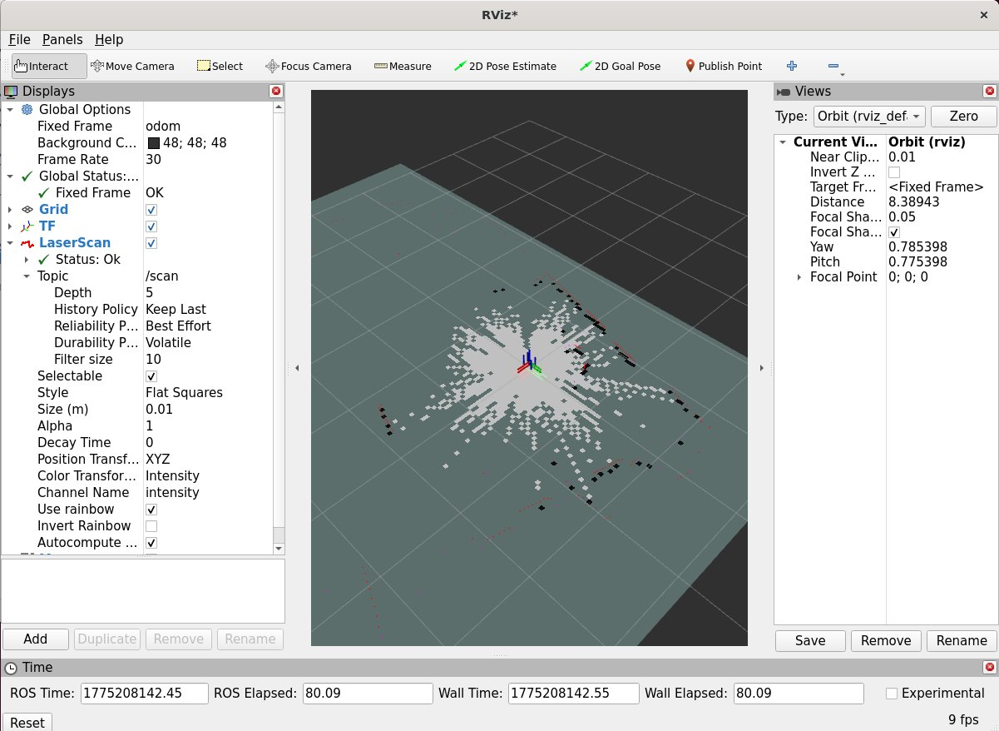 RViz*
File Panels Help
Interact Move Camera Select Focus Camera Measure 2D Pose Estimate 2D Goal Pose Publish Point
Displays
Global Options
Fixed Frame odom
Background C... 48; 48; 48
Frame Rate 30
Global Status:...
Fixed Frame OK
Grid
TF
LaserScan
Status: Ok
Topic /scan
Depth 5
History Policy Keep Last
Reliability P... Best Effort
Durability P... Volatile
Filter size 10
Selectable
Style Flat Squares
Size (m) 0.01
Alpha 1
Decay Time 0
Position Transf... XYZ
Color Transfor... Intensity
Channel Name intensity
Use rainbow
Invert Rainbow
Autocompute ...
Add Duplicate Remove Rename
Views
Type: Orbit (rviz_def. Zero
Current Vi... Orbit (rviz)
Near Clip... 0.01
Invert Z ...
Target Fr... <Fixed Frame>
Distance 8.38943
Focal Sha... 0.05
Focal Sha...
Yaw 0.785398
Pitch 0.775398
Focal Point 0; 0; 0
Save Remove Rename
Time
ROS Time: 1775208142.45 ROS Elapsed: 80.09 Wall Time: 1775208142.55 Wall Elapsed: 80.09 Experimental
Reset 9 fps